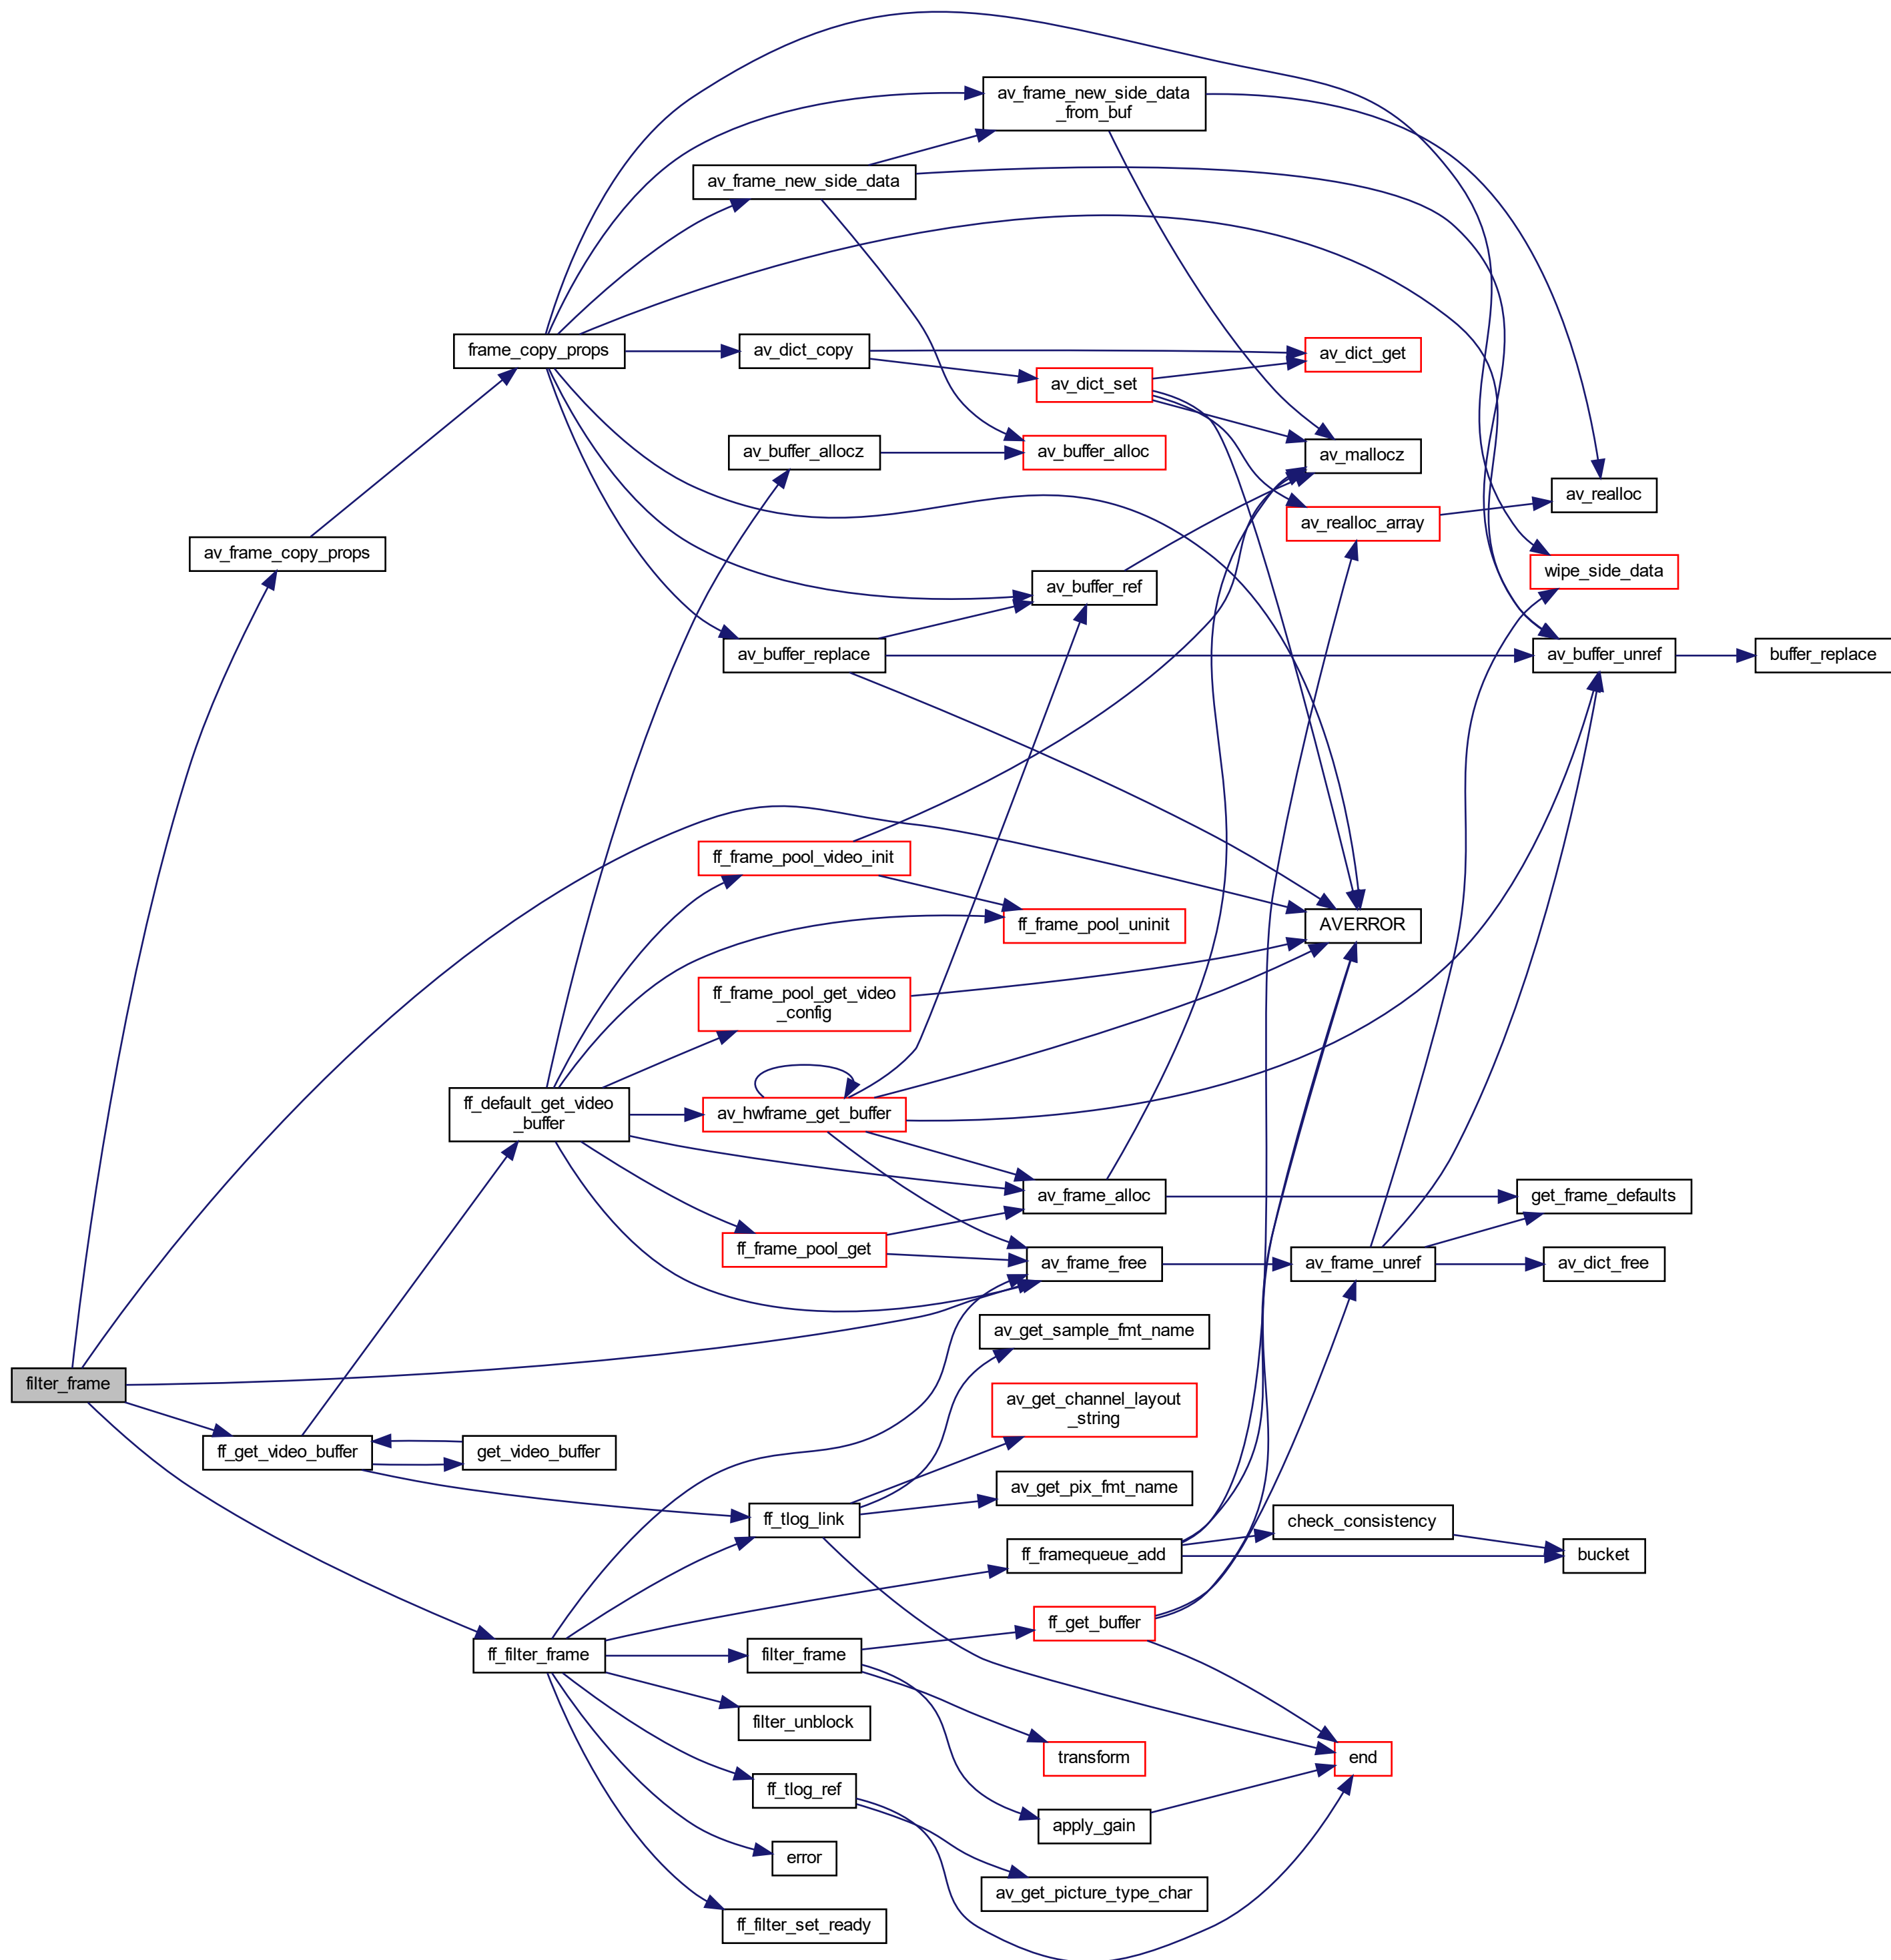 av_frame_new_side_data
_from_buf
av_frame_new_side_data
frame_copy_props
av_dict_copy
av_dict_get
av_dict_set
av_buffer_allocz
av_buffer_alloc
av_mallocz
av_realloc
av_realloc_array
av_frame_copy_props
wipe_side_data
av_buffer_ref
av_buffer_replace
av_buffer_unref
buffer_replace
ff_frame_pool_video_init
ff_frame_pool_uninit
AVERROR
ff_frame_pool_get_video
_config
ff_default_get_video
_buffer
av_hwframe_get_buffer
av_frame_alloc
get_frame_defaults
ff_frame_pool_get
av_frame_free
av_frame_unref
av_dict_free
av_get_sample_fmt_name
filter_frame
av_get_channel_layout
_string
ff_get_video_buffer
get_video_buffer
av_get_pix_fmt_name
ff_tlog_link
check_consistency
ff_framequeue_add
bucket
ff_get_buffer
ff_filter_frame
filter_frame
filter_unblock
transform
end
ff_tlog_ref
apply_gain
error
av_get_picture_type_char
ff_filter_set_ready